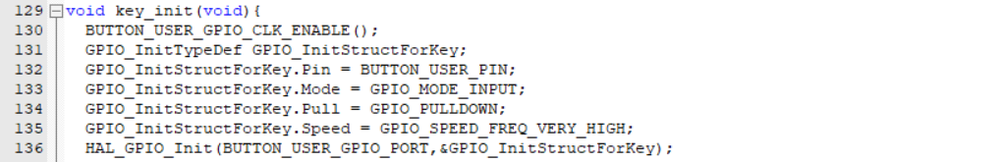 129 void key_init(void){
130 BUTTON_USER_GPIO_CLK_ENABLE();
131 GPIO_InitTypeDef GPIO_InitStructForKey;
132 GPIO_InitStructForKey.Pin = BUTTON_USER_PIN;
133 GPIO_InitStructForKey.Mode = GPIO_MODE_INPUT;
134 GPIO_InitStructForKey.Pull = GPIO_PULLDOWN;
135 GPIO_InitStructForKey.Speed = GPIO_SPEED_FREQ_VERY_HIGH;
136 HAL_GPIO_Init(BUTTON_USER_GPIO_PORT,&GPIO_InitStructForKey);